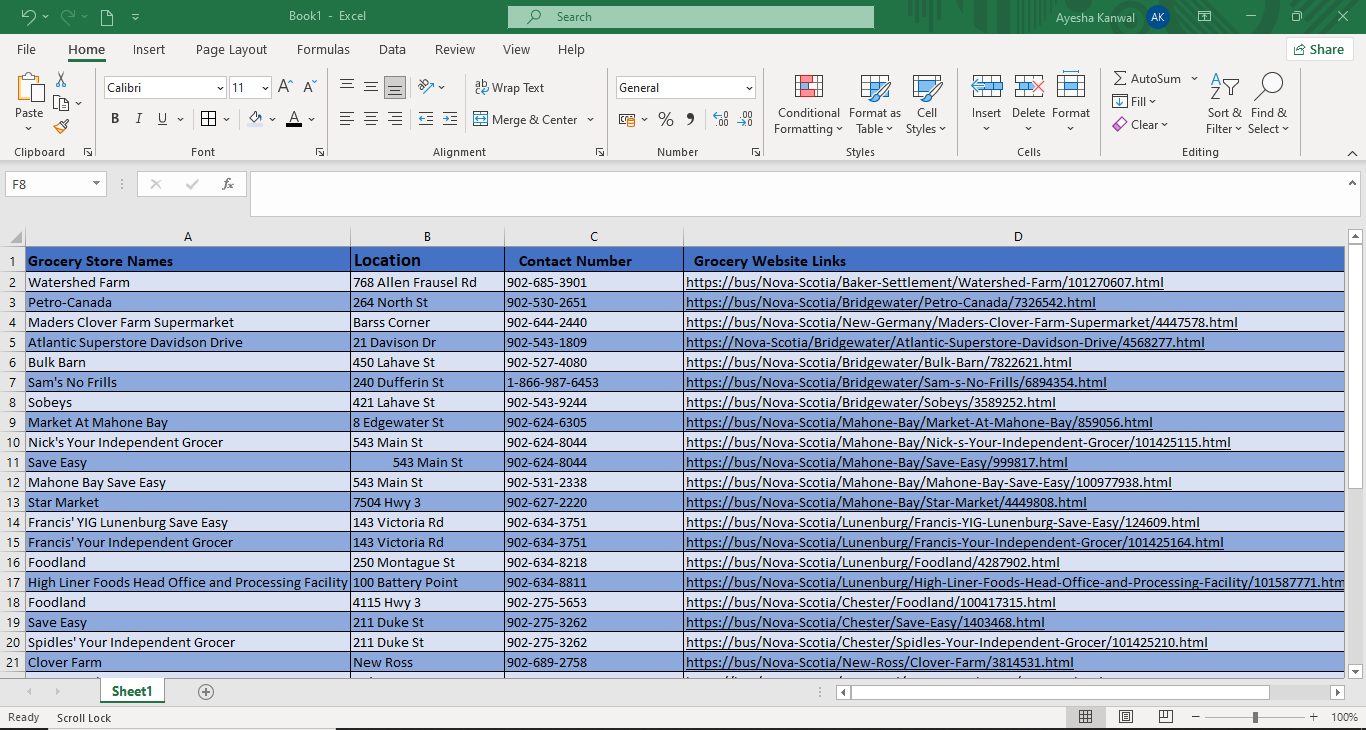 Book1 - Excel
Search
Ayesha Kanwal AK
File Home Insert Page Layout Formulas Data Review View Help Share
Calibri 11 Wrap Text General AutoSum
Paste Conditional Format as Cell Insert Delete Format Fill Sort & Find &
B I U A Merge & Center % Formatting Table Styles Clear Filter Select
Clipboard Font Alignment Number Styles Cells Editing
F8 fx
A B C D
1 Grocery Store Names Location Contact Number Grocery Website Links
2 Watershed Farm 768 Allen Frausel Rd 902-685-3901 https://bus/Nova-Scotia/Baker-Settlement/Watershed-Farm/101270607.html
3 Petro-Canada 264 North St 902-530-2651 https://bus/Nova-Scotia/Bridgewater/Petro-Canada/7326542.html
4 Maders Clover Farm Supermarket Barss Corner 902-644-2440 https://bus/Nova-Scotia/New-Germany/Maders-Clover-Farm-Supermarket/4447578.html
5 Atlantic Superstore Davidson Drive 21 Davison Dr 902-543-1809 https://Nova-Scotia/Bridgewater/Atlantic-Superstore-Davidson-Drive/4568277.html
6 Bulk Barn 450 Lahave St 902-527-4080 https://bus/Nova-Scotia/Bridgewater/Bulk-Barn/7822621.html
7 Sam's No Frills 240 Dufferin St 1-866-987-6453 https://bus/Nova-Scotia/Bridgewater/Sam-s-No-Frills/6894354.html
8 Sobeys 421 Lahave St 902-543-9244 https://bus/Nova-Scotia/Bridgewater/Sobeys/3589252.html
9 Market At Mahone Bay 8 Edgewater St 902-624-6305 https://bus/Nova-Scotia/Mahone-Bay/Market-At-Mahone-Bay/859056.html
10 Nick's Your Independent Grocer 543 Main St 902-624-8044 https://bus/Nova-Scotia/Mahone-Bay/Nick-s-Your-Independent-Grocer/101425115.html
11 Save Easy 543 Main St 902-624-8044 https://bus/Nova-Scotia/Mahone-Bay/Save-Easy/999817.html
12 Mahone Bay Save Easy 543 Main St 902-531-2338 https://bus/Nova-Scotia/Mahone-Bay/Mahone-Bay-Save-Easy/100977938.html
13 Star Market 7504 Hwy 3 902-627-2220 https://bus/Nova-Scotia/Mahone-Bay/Star-Market/4449808.html
14 Francis' YIG Lunenburg Save Easy 143 Victoria Rd 902-634-3751 https://bus/Nova-Scotia/Lunenburg/Francis-YIG-Lunenburg-Save-Easy/124609.html
15 Francis' Your Independent Grocer 143 Victoria Rd 902-634-3751 https://bus/Nova-Scotia/Lunenburg/Francis-Your-Independent-Grocer/101425164.html
16 Foodland 250 Montague St 902-634-8218 https://bus/Nova-Scotia/Lunenburg/Foodland/4287902.html
17 High Liner Foods Head Office and Processing Facility 100 Battery Point 902-634-8811 https://bus/Nova-Scotia/Lunenburg/High-Liner-Foods-Head-Office-and-Processing-Facility/101587771.htm
18 Foodland 4115 Hwy 3 902-275-5653 https://bus/Nova-Scotia/Chester/Foodland/100417315.html
19 Save Easy 211 Duke St 902-275-3262 https://bus/Nova-Scotia/Chester/Save-Easy/1403468.html
20 Spidles' Your Independent Grocer 211 Duke St 902-275-3262 https://bus/Nova-Scotia/Chester/Spidles-Your-Independent-Grocer/101425210.html
21 Clover Farm New Ross 902-689-2758 https://bus/Nova-Scotia/New-Ross/Clover-Farm/3814531.html
Sheet1
Ready Scroll Lock 100%